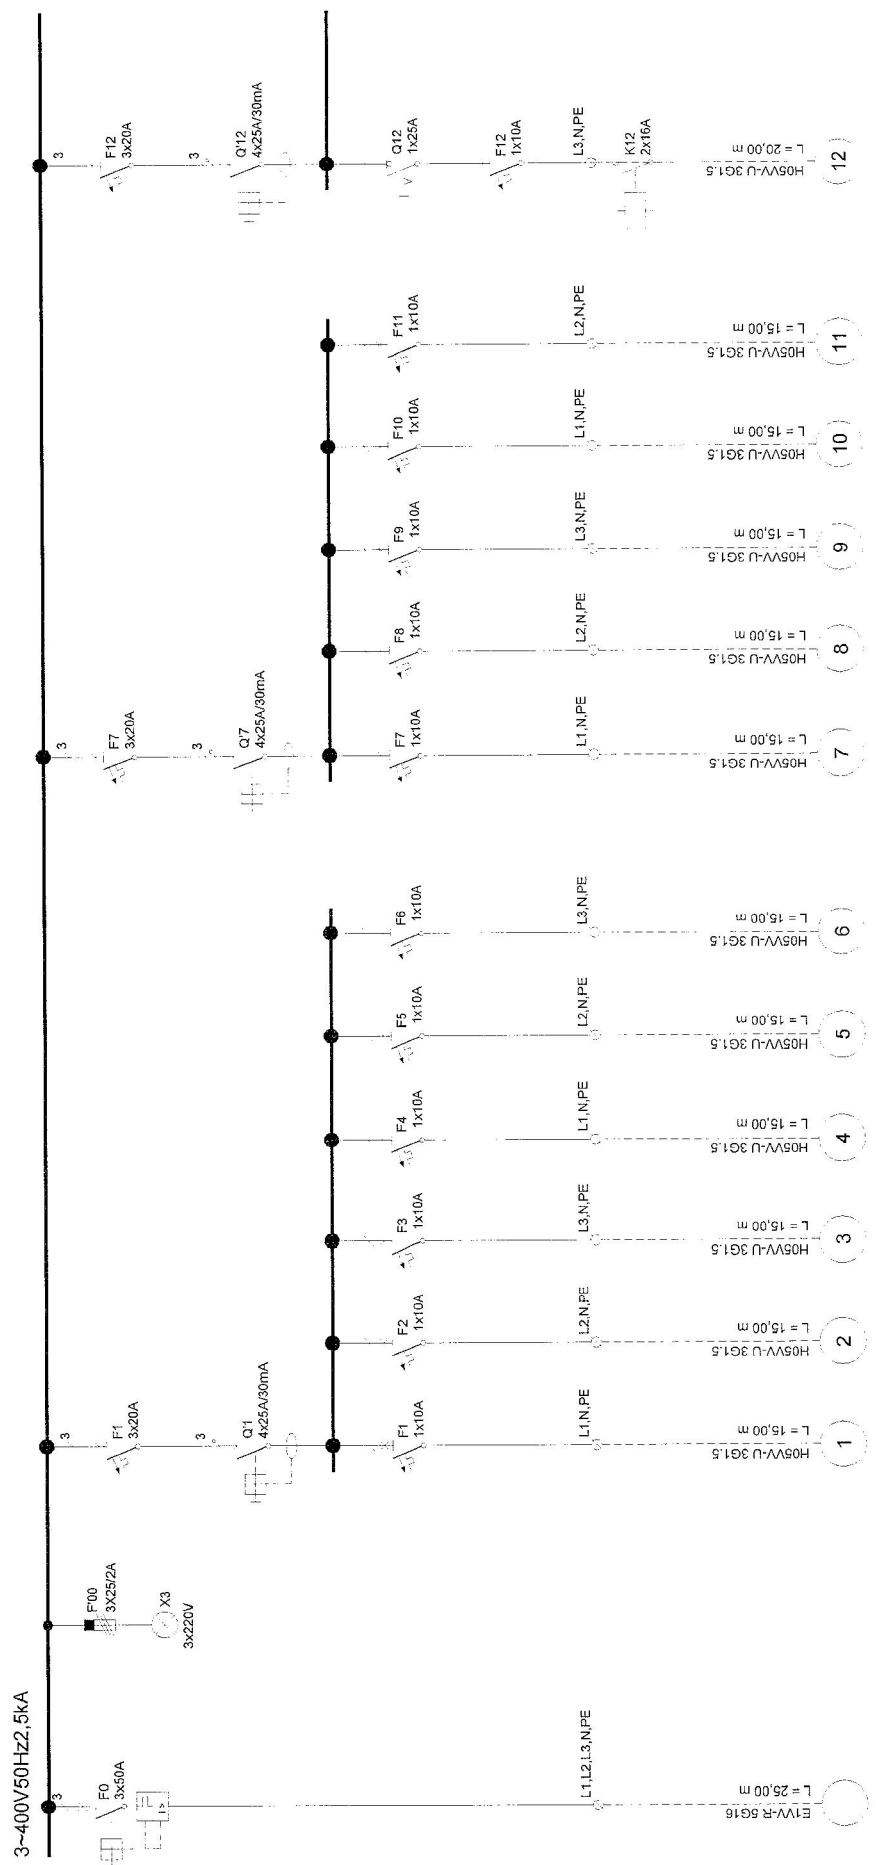 3~400V50Hz2,5kA
3
F0
3x50A
I>
L1,L2,L3,N,PE
E1VV-R 5G16
L = 25,00 m
F'00
3X25/2A
X3
3x220V
3
F1
3x20A
3
Q'1
4x25A/30mA
F1
1x10A
L1,N,PE
H05VV-U 3G1.5
L = 15,00 m
1
F2
1x10A
L2,N,PE
H05VV-U 3G1.5
L = 15,00 m
2
F3
1x10A
L3,N,PE
H05VV-U 3G1.5
L = 15,00 m
3
F4
1x10A
L1,N,PE
H05VV-U 3G1.5
L = 15,00 m
4
F5
1x10A
L2,N,PE
H05VV-U 3G1.5
L = 15,00 m
5
F6
1x10A
L3,N,PE
H05VV-U 3G1.5
L = 15,00 m
6
3
F7
3x20A
3
Q'7
4x25A/30mA
F7
1x10A
L1,N,PE
H05VV-U 3G1.5
L = 15,00 m
7
F8
1x10A
L2,N,PE
H05VV-U 3G1.5
L = 15,00 m
8
F9
1x10A
L3,N,PE
H05VV-U 3G1.5
L = 15,00 m
9
F10
1x10A
L1,N,PE
H05VV-U 3G1.5
L = 15,00 m
10
F11
1x10A
L2,N,PE
H05VV-U 3G1.5
L = 15,00 m
11
3
F12
3x20A
3
Q'12
4x25A/30mA
Q12
1x25A
F12
1x10A
L3,N,PE
K12
2x16A
H05VV-U 3G1.5
L = 20,00 m
12